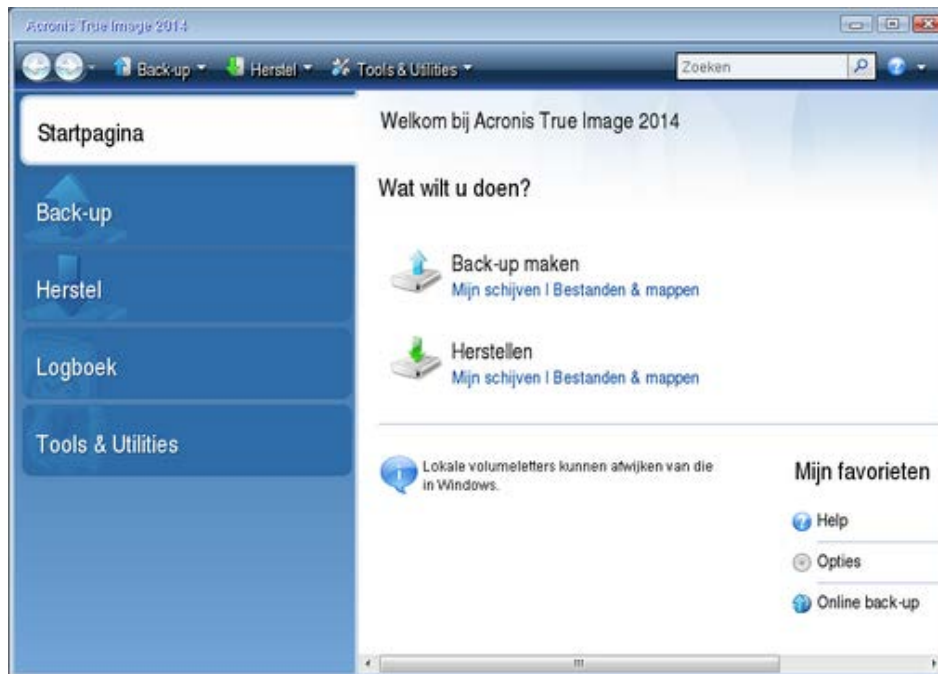 Acronis True Image 2014
Back-up Herstel Tools & Utilities Zoeken
Startpagina
Back-up
Herstel
Logboek
Tools & Utilities
Welkom bij Acronis True Image 2014
Wat wilt u doen?
Back-up maken
Mijn schijven | Bestanden & mappen
Herstellen
Mijn schijven | Bestanden & mappen
Lokale volumeletters kunnen afwijken van die
in Windows.
Mijn favorieten
Help
Opties
Online back-up